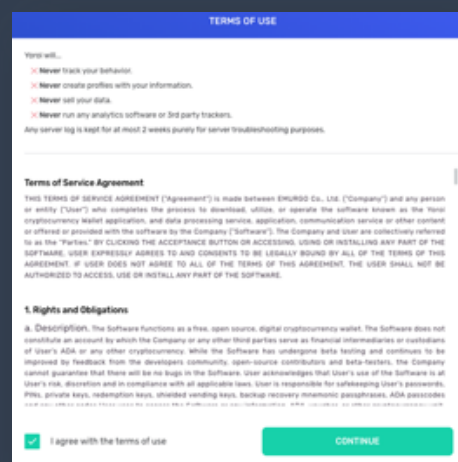 TERMS OF USE
Yoroi will...
Never track your behavior.
Never create profiles with your information.
Never sell your data.
Never run any analytics software or 3rd party trackers.
Any server log is kept for at most 2 weeks purely for server troubleshooting purposes.
Terms of Service Agreement
THIS TERMS OF SERVICE AGREEMENT ("Agreement") is made between EMURGO Co., Ltd. ("Company") and any person
or entity ("User") who completes the process to download, utilize, or operate the software known as the Yoroi
cryptocurrency Wallet application, and data processing service, application, communication service or other content
or offered or provided with the software by the Company ("Software"). The Company and User are collectively referred
to as the "Parties." BY CLICKING THE ACCEPTANCE BUTTON OR ACCESSING, USING OR INSTALLING ANY PART OF THE
SOFTWARE, USER EXPRESSLY AGREES TO AND CONSENTS TO BE LEGALLY BOUND BY ALL OF THE TERMS OF THIS
AGREEMENT. IF USER DOES NOT AGREE TO ALL OF THE TERMS OF THIS AGREEMENT, THE USER SHALL NOT BE
AUTHORIZED TO ACCESS, USE OR INSTALL ANY PART OF THE SOFTWARE.
1. Rights and Obligations
a. Description. The Software functions as a free, open source, digital cryptocurrency wallet. The Software does not
constitute an account by which the Company or any other third parties serve as financial intermediaries or custodians
of User's ADA or any other cryptocurrency. While the Software has undergone beta testing and continues to be
improved by feedback from the developers community, open-source contributors and beta-testers, the Company
cannot guarantee that there will be no bugs in the Software. User acknowledges that User's use of the Software is at
User's risk, discretion and in compliance with all applicable laws. User is responsible for safekeeping User's passwords,
PINs, private keys, redemption keys, shielded vending keys, backup recovery mnemonic passphrases, ADA passcodes
I agree with the terms of use
CONTINUE